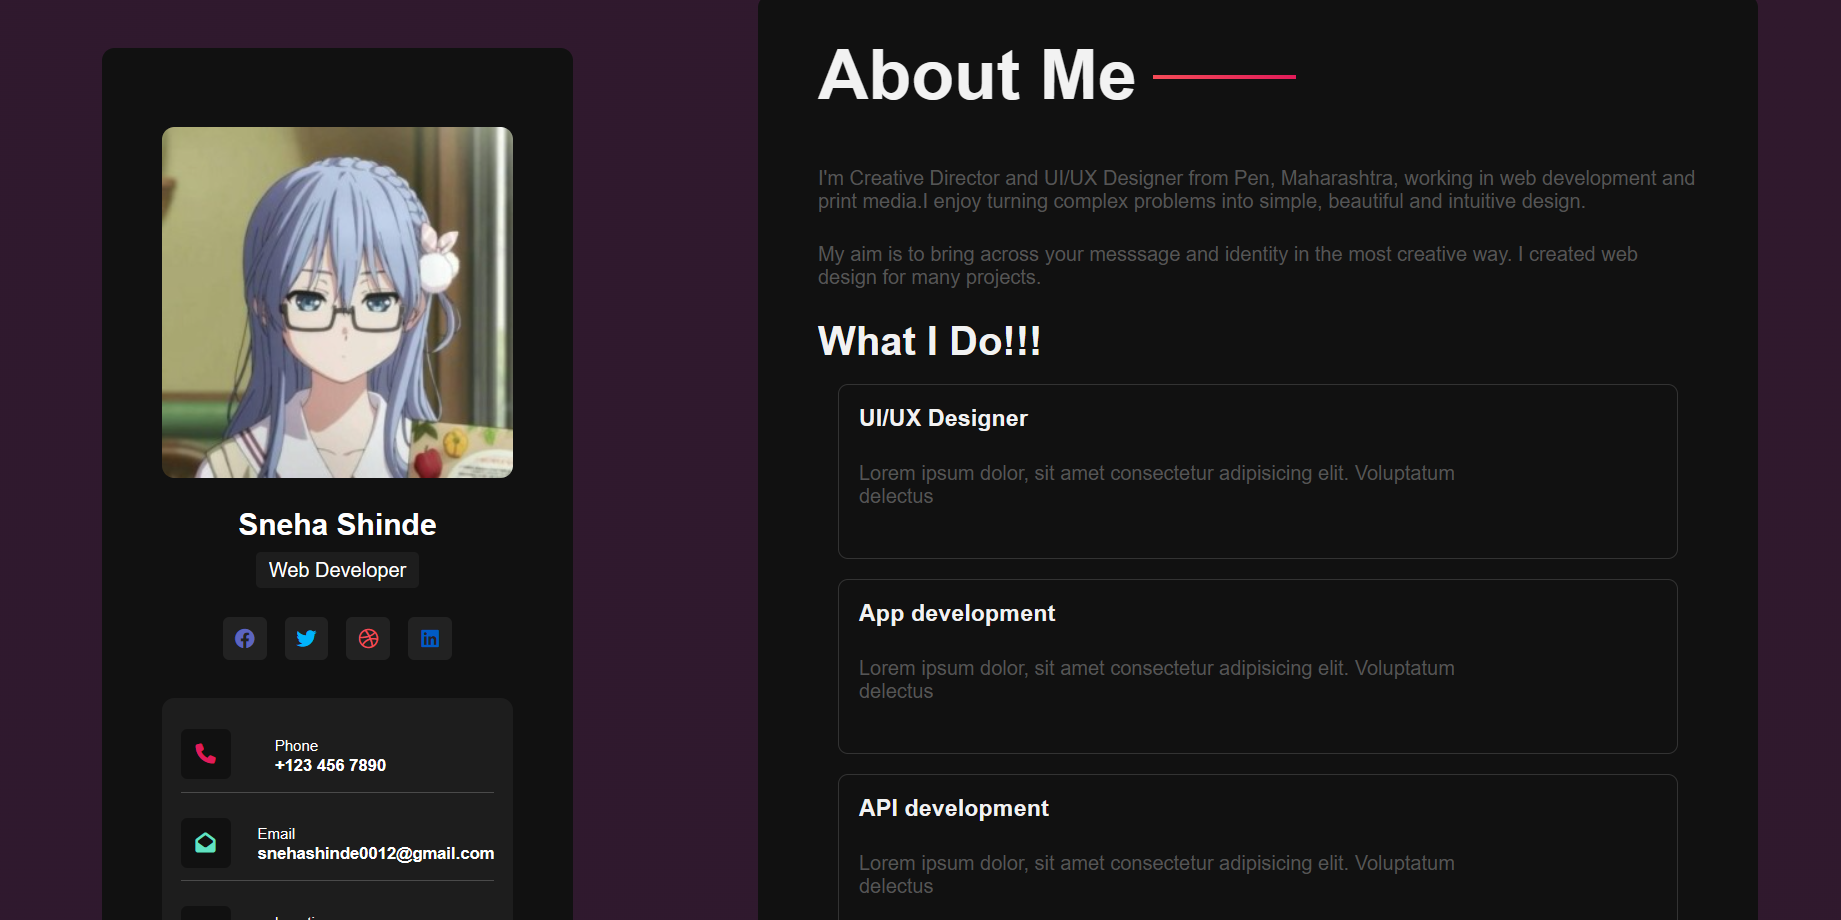 Sneha Shinde
Web Developer
Phone
+123 456 7890
Email
snehashinde0012@gmail.com
About Me
I'm Creative Director and UI/UX Designer from Pen, Maharashtra, working in web development and
print media.I enjoy turning complex problems into simple, beautiful and intuitive design.
My aim is to bring across your messsage and identity in the most creative way. I created web
design for many projects.
What I Do!!!
UI/UX Designer
Lorem ipsum dolor, sit amet consectetur adipisicing elit. Voluptatum
delectus
App development
Lorem ipsum dolor, sit amet consectetur adipisicing elit. Voluptatum
delectus
API development
Lorem ipsum dolor, sit amet consectetur adipisicing elit. Voluptatum
delectus